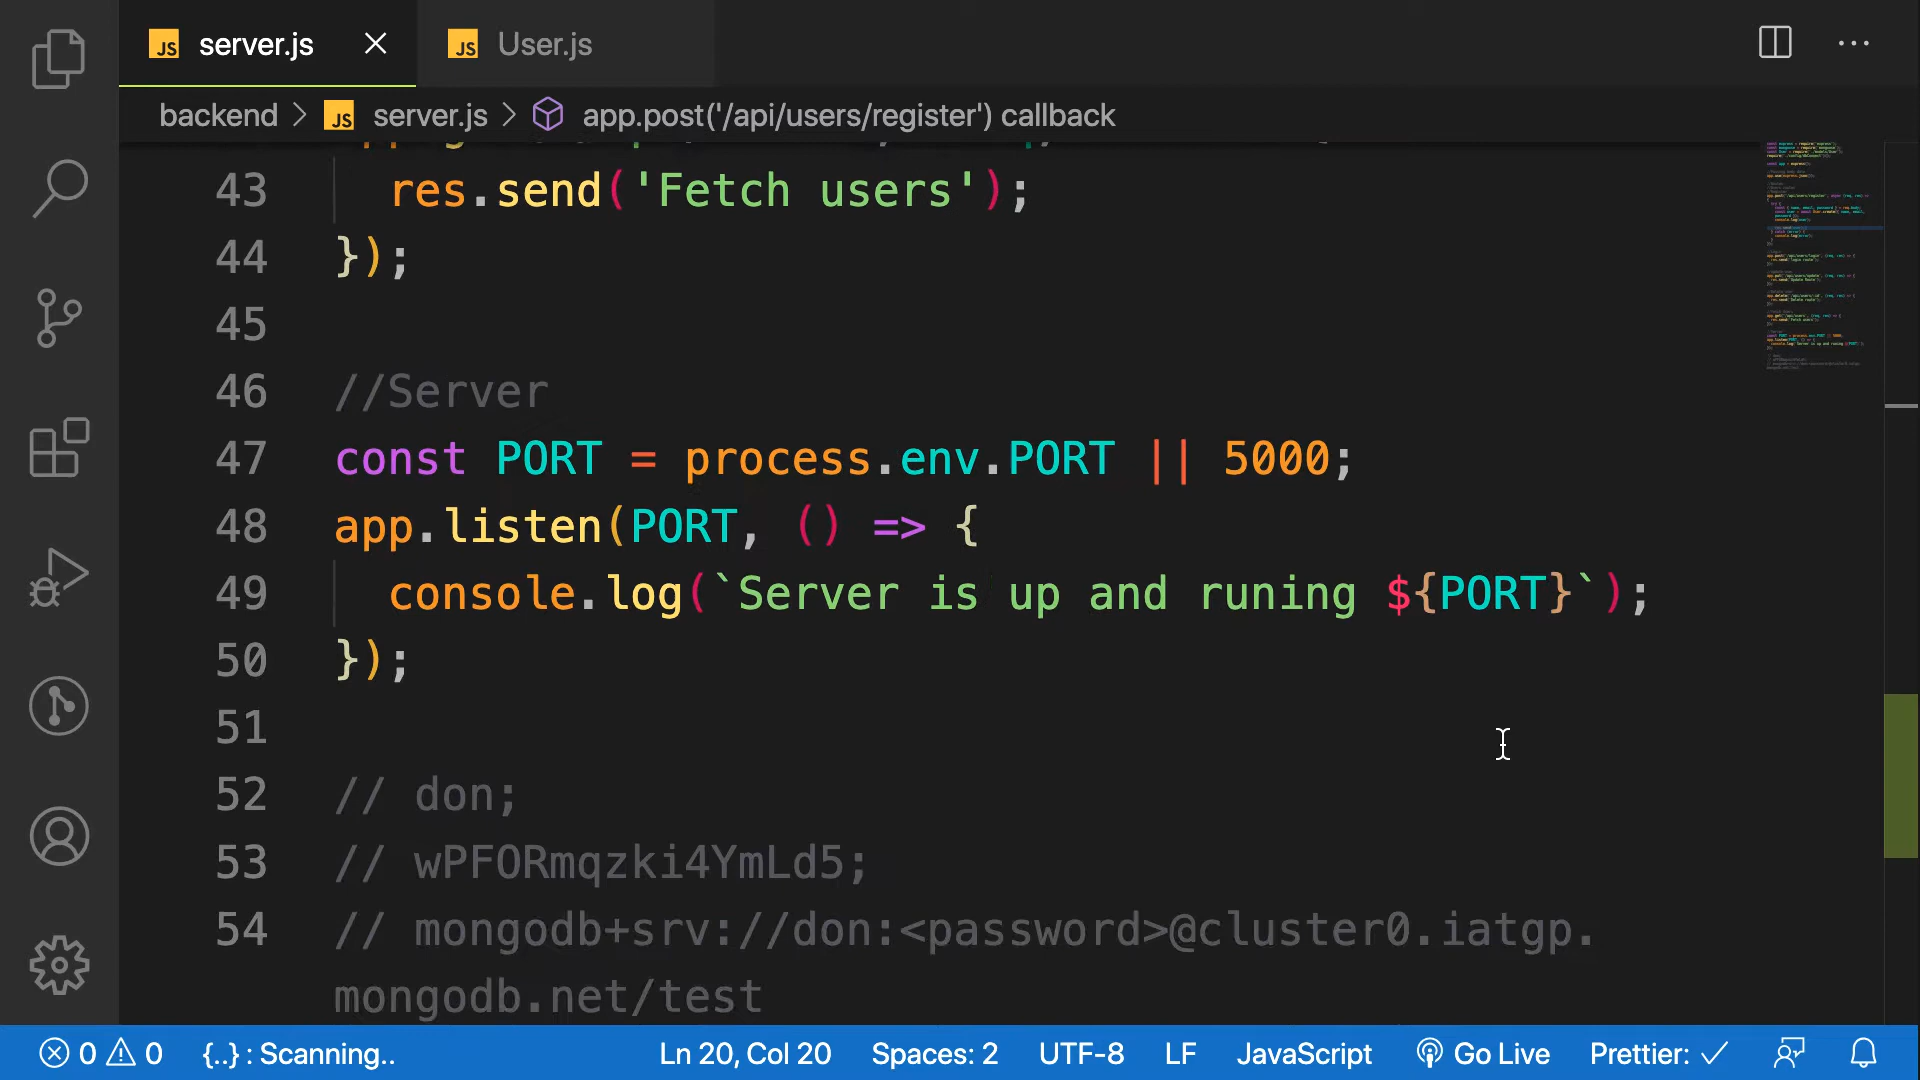 JS server.js
JS User.js
backend > JS server.js > app.post('/api/users/register') callback
43 res.send('Fetch users');
44 });
45
46 //Server
47 const PORT = process.env.PORT || 5000;
48 app.listen(PORT, () => {
49 console.log(`Server is up and runing ${PORT}`);
50 });
51
52 // don;
53 // wPFORmqzki4YmLd5;
54 // mongodb+srv://don:<password>@cluster0.iatgp.
mongodb.net/test
0 0 {..} : Scanning.. Ln 20, Col 20 Spaces: 2 UTF-8 LF JavaScript Go Live Prettier: ✓